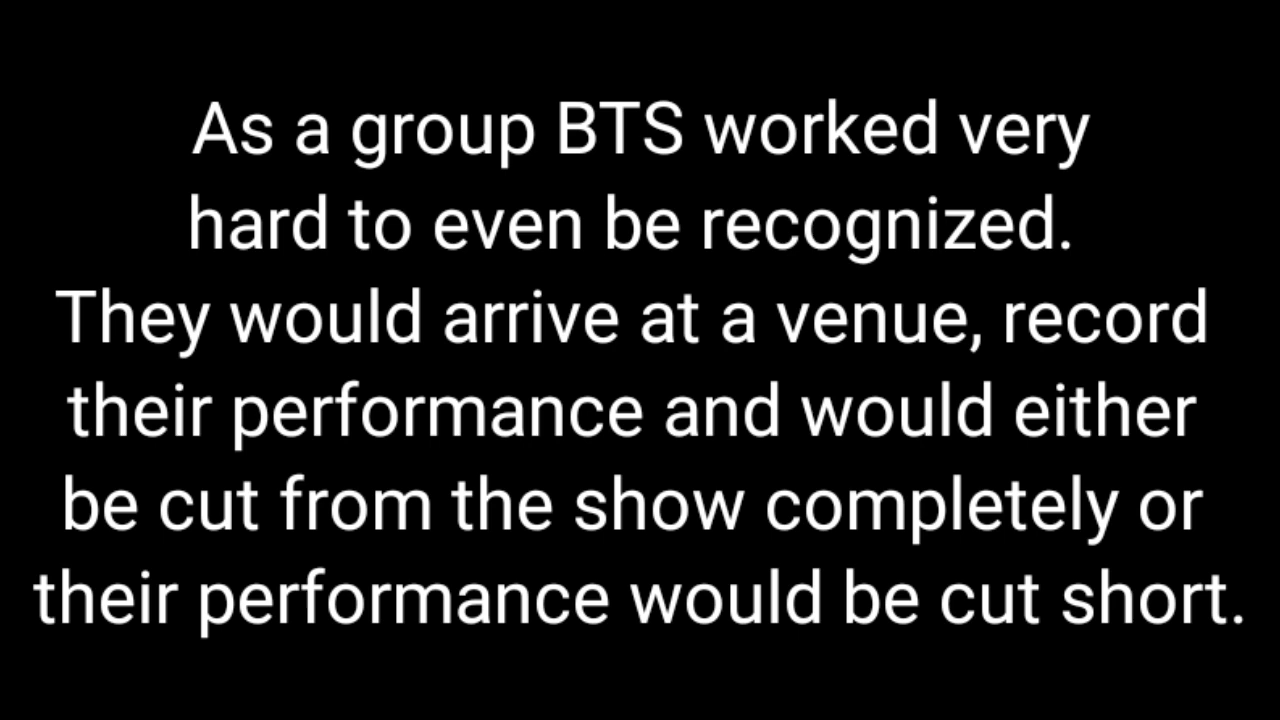 As a group BTS worked very
hard to even be recognized.
They would arrive at a venue, record
their performance and would either
be cut from the show completely or
their performance would be cut short.